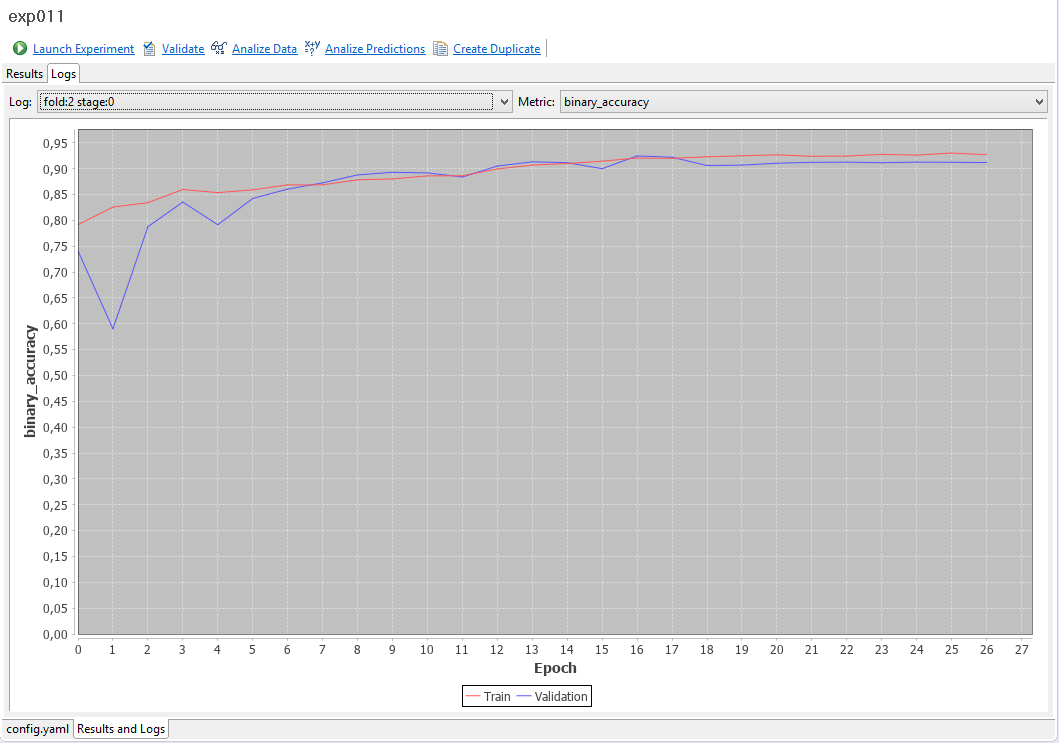 exp011
Launch Experiment Validate Analize Data X+Y ?? Analize Predictions Create Duplicate
Results Logs
Log: fold:2 stage:0 Metric: binary_accuracy
0,95
0,90
0,85
0,80
0,75
0,70
0,65
0,60
0,55
0,50
0,45
0,40
0,35
0,30
0,25
0,20
0,15
0,10
0,05
0,00
binary_accuracy
0 1 2 3 4 5 6 7 8 9 10 11 12 13 14 15 16 17 18 19 20 21 22 23 24 25 26 27
Epoch
Train Validation
config.yaml Results and Logs